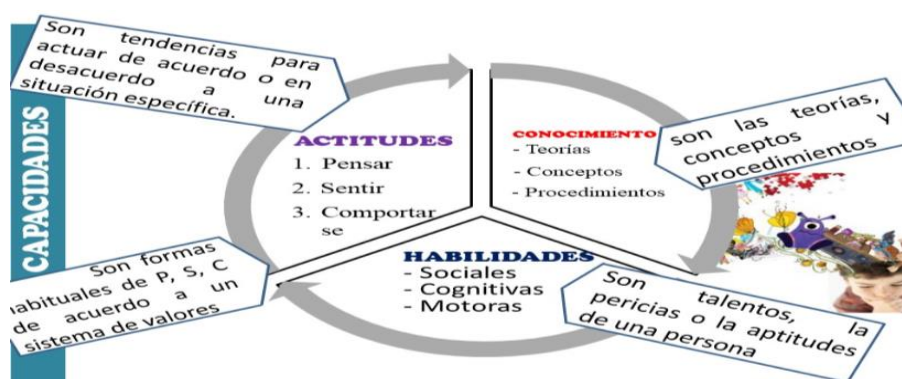 CAPACIDADES
Son tendencias para
actuar de acuerdo o en
desacuerdo a una
situación específica.
ACTITUDES
1. Pensar
2. Sentir
3. Comportar
se
CONOCIMIENTO
- Teorías
- Conceptos
- Procedimientos
son las teorías,
conceptos y
procedimientos
HABILIDADES
- Sociales
- Cognitivas
- Motoras
Son formas
habituales de P, S, C
de acuerdo a un
sistema de valores
Son talentos, la
pericias o la aptitudes
de una persona